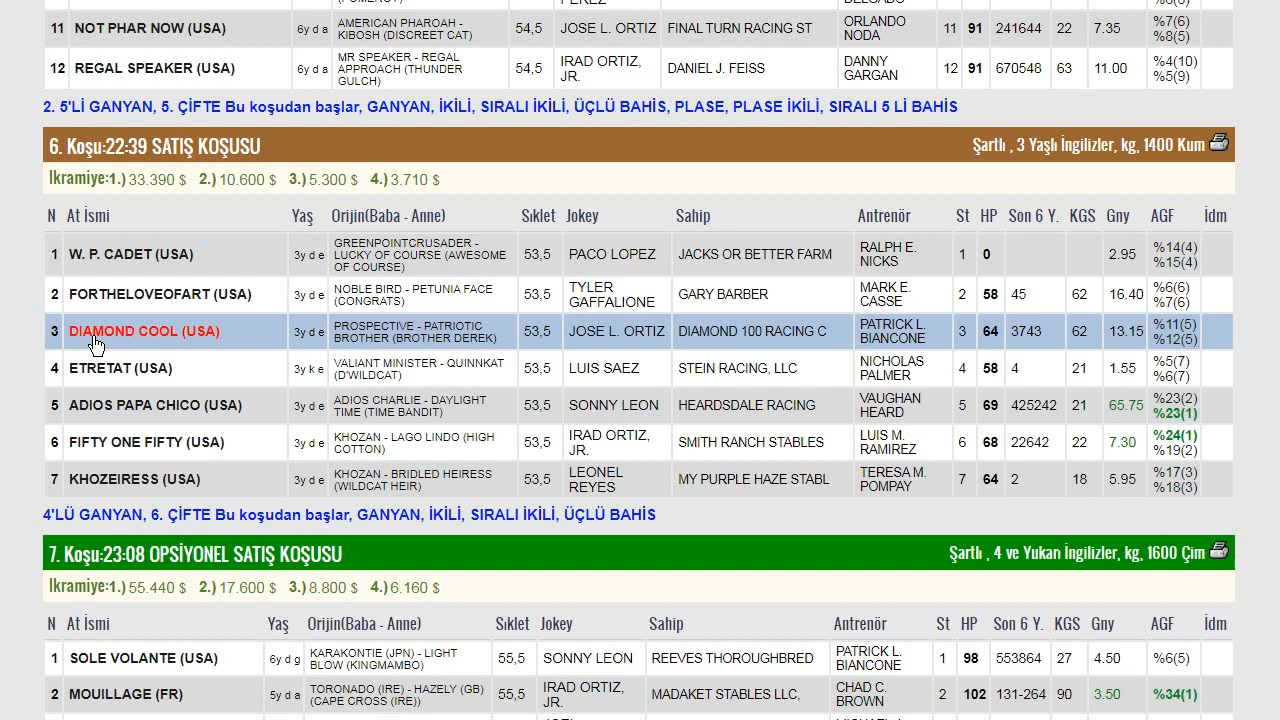 PEREZ
%6(6)
11 NOT PHAR NOW (USA) 6y d a AMERICAN PHAROAH - KIBOSH (DISCREET CAT) 54,5 JOSE L. ORTIZ FINAL TURN RACING ST ORLANDO NODA 11 91 241644 22 7.35 %7(6) %8(5)
12 REGAL SPEAKER (USA) 6y d a MR SPEAKER - REGAL APPROACH (THUNDER GULCH) 54,5 IRAD ORTIZ, JR. DANIEL J. FEISS DANNY GARGAN 12 91 670548 63 11.00 %4(10) %5(9)
2. 5'Lİ GANYAN, 5. ÇİFTE Bu koşudan başlar, GANYAN, İKİLİ, SIRALI İKİLİ, ÜÇLÜ BAHİS, PLASE, PLASE İKİLİ, SIRALI 5 Lİ BAHİS
6. Koşu:22:39 SATIŞ KOŞUSU Şartlı , 3 Yaşlı İngilizler, kg, 1400 Kum
İkramiye:1.) 33.390 $ 2.) 10.600 $ 3.) 5.300 $ 4.) 3.710 $
N At İsmi Yaş Orijin(Baba - Anne) Sıklet Jokey Sahip Antrenör St HP Son 6 Y. KGS Gny AGF İdm
1 W. P. CADET (USA) 3y d e GREENPOINTCRUSADER - LUCKY OF COURSE (AWESOME OF COURSE) 53,5 PACO LOPEZ JACKS OR BETTER FARM RALPH E. NICKS 1 0 2.95 %14(4) %15(4)
2 FORTHELOVEOFART (USA) 3y d e NOBLE BIRD - PETUNIA FACE (CONGRATS) 53,5 TYLER GAFFALIONE GARY BARBER MARK E. CASSE 2 58 45 62 16.40 %6(6) %7(6)
3 DIAMOND COOL (USA) 3y d e PROSPECTIVE - PATRIOTIC BROTHER (BROTHER DEREK) 53,5 JOSE L. ORTIZ DIAMOND 100 RACING C PATRICK L. BIANCONE 3 64 3743 62 13.15 %11(5) %12(5)
4 ETRETAT (USA) 3y k e VALIANT MINISTER - QUINNKAT (D'WILDCAT) 53,5 LUIS SAEZ STEIN RACING, LLC NICHOLAS PALMER 4 58 4 21 1.55 %5(7) %6(7)
5 ADIOS PAPA CHICO (USA) 3y d e ADIOS CHARLIE - DAYLIGHT TIME (TIME BANDIT) 53,5 SONNY LEON HEARDSDALE RACING VAUGHAN HEARD 5 69 425242 21 65.75 %23(2) %23(1)
6 FIFTY ONE FIFTY (USA) 3y d e KHOZAN - LAGO LINDO (HIGH COTTON) 53,5 IRAD ORTIZ, JR. SMITH RANCH STABLES LUIS M. RAMIREZ 6 68 22642 22 7.30 %24(1) %19(2)
7 KHOZEIRESS (USA) 3y d e KHOZAN - BRIDLED HEIRESS (WILDCAT HEIR) 53,5 LEONEL REYES MY PURPLE HAZE STABL TERESA M. POMPAY 7 64 2 18 5.95 %17(3) %18(3)
4'LÜ GANYAN, 6. ÇİFTE Bu koşudan başlar, GANYAN, İKİLİ, SIRALI İKİLİ, ÜÇLÜ BAHİS
7. Koşu:23:08 OPSİYONEL SATIŞ KOŞUSU Şartlı , 4 ve Yukarı İngilizler, kg, 1600 Çim
İkramiye:1.) 55.440 $ 2.) 17.600 $ 3.) 8.800 $ 4.) 6.160 $
N At İsmi Yaş Orijin(Baba - Anne) Sıklet Jokey Sahip Antrenör St HP Son 6 Y. KGS Gny AGF İdm
1 SOLE VOLANTE (USA) 6y d g KARAKONTIE (JPN) - LIGHT BLOW (KINGMAMBO) 55,5 SONNY LEON REEVES THOROUGHBRED PATRICK L. BIANCONE 1 98 553864 27 4.50 %6(5)
2 MOUILLAGE (FR) 5y d a TORONADO (IRE) - HAZELY (GB) (CAPE CROSS (IRE)) 55,5 IRAD ORTIZ, JR. MADAKET STABLES LLC, CHAD C. BROWN 2 102 131-264 90 3.50 %34(1)